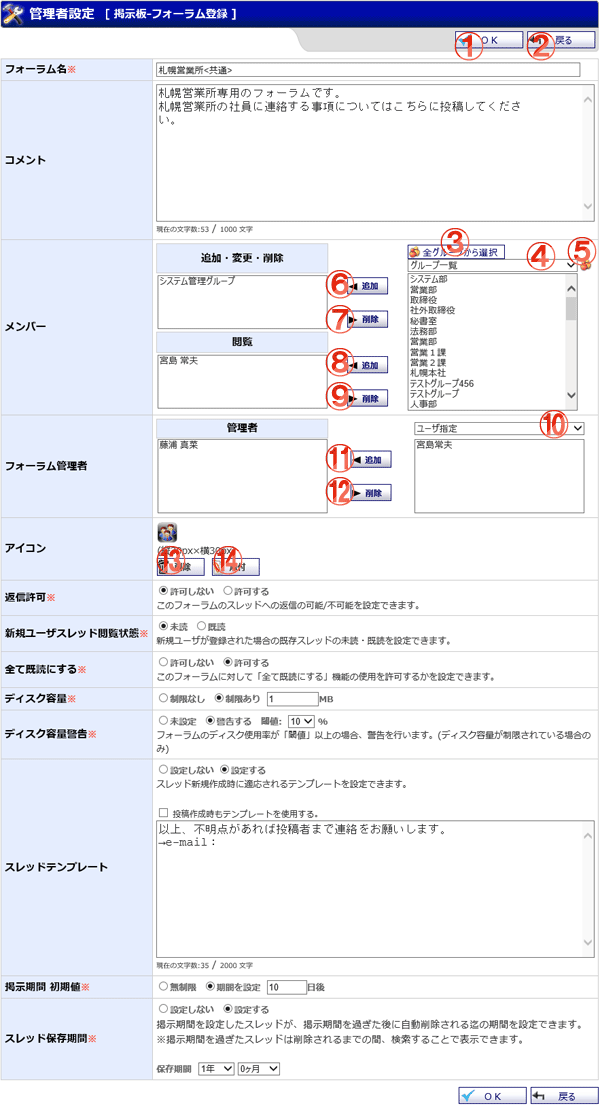 管理者設定 [ 掲示板-フォーラム登録 ]
① OK ② 戻る
フォーラム名※ 札幌営業所<共通>
コメント
札幌営業所専用のフォーラムです。
札幌営業所の社員に連絡する事項についてはこちらに投稿してくださ
い。
現在の文字数:53 / 1000 文字
メンバー
追加・変更・削除
システム管理グループ
⑥ 追加
⑦ 削除
閲覧
宮島 常夫
⑧ 追加
⑨ 削除
③ 全グループから選択
グループ一覧 ④ ⑤
システム部
営業部
取締役
社外取締役
秘書室
法務部
営業部
営業１課
営業２課
札幌本社
テストグループ456
テストグループ
人事部
フォーラム管理者
管理者
藤浦 真菜
⑪ 追加
⑫ 削除
ユーザ指定 ⑩
宮島常夫
アイコン
⑬ 削除 ⑭ 添付
返信許可※ 許可しない 許可する
このフォーラムのスレッドへの返信の可能/不可能を設定できます。
新規ユーザスレッド閲覧状態※ 未読 既読
新規ユーザが登録された場合の既存スレッドの未読・既読を設定できます。
全て既読にする※ 許可しない 許可する
このフォーラムに対して「全て既読にする」機能の使用を許可するかを設定できます。
ディスク容量※ 制限なし 制限あり 1 MB
ディスク容量警告※ 未設定 警告する 閾値: 10 %
フォーラムのディスク使用率が「閾値」以上の場合、警告を行います。(ディスク容量が制限されている場合の
み)
スレッドテンプレート
設定しない 設定する
スレッド新規作成時に適応されるテンプレートを設定できます。
投稿作成時もテンプレートを使用する。
以上、不明点があれば投稿者まで連絡をお願いします。
→e-mail：
現在の文字数:35 / 2000 文字
掲示期間 初期値※ 無制限 期間を設定 10 日後
スレッド保存期間※
設定しない 設定する
掲示期間を設定したスレッドが、掲示期間を過ぎた後に自動削除される迄の期間を設定できます。
※掲示期間を過ぎたスレッドは削除されるまでの間、検索することで表示できます。
保存期間 1年 0ヶ月
OK 戻る